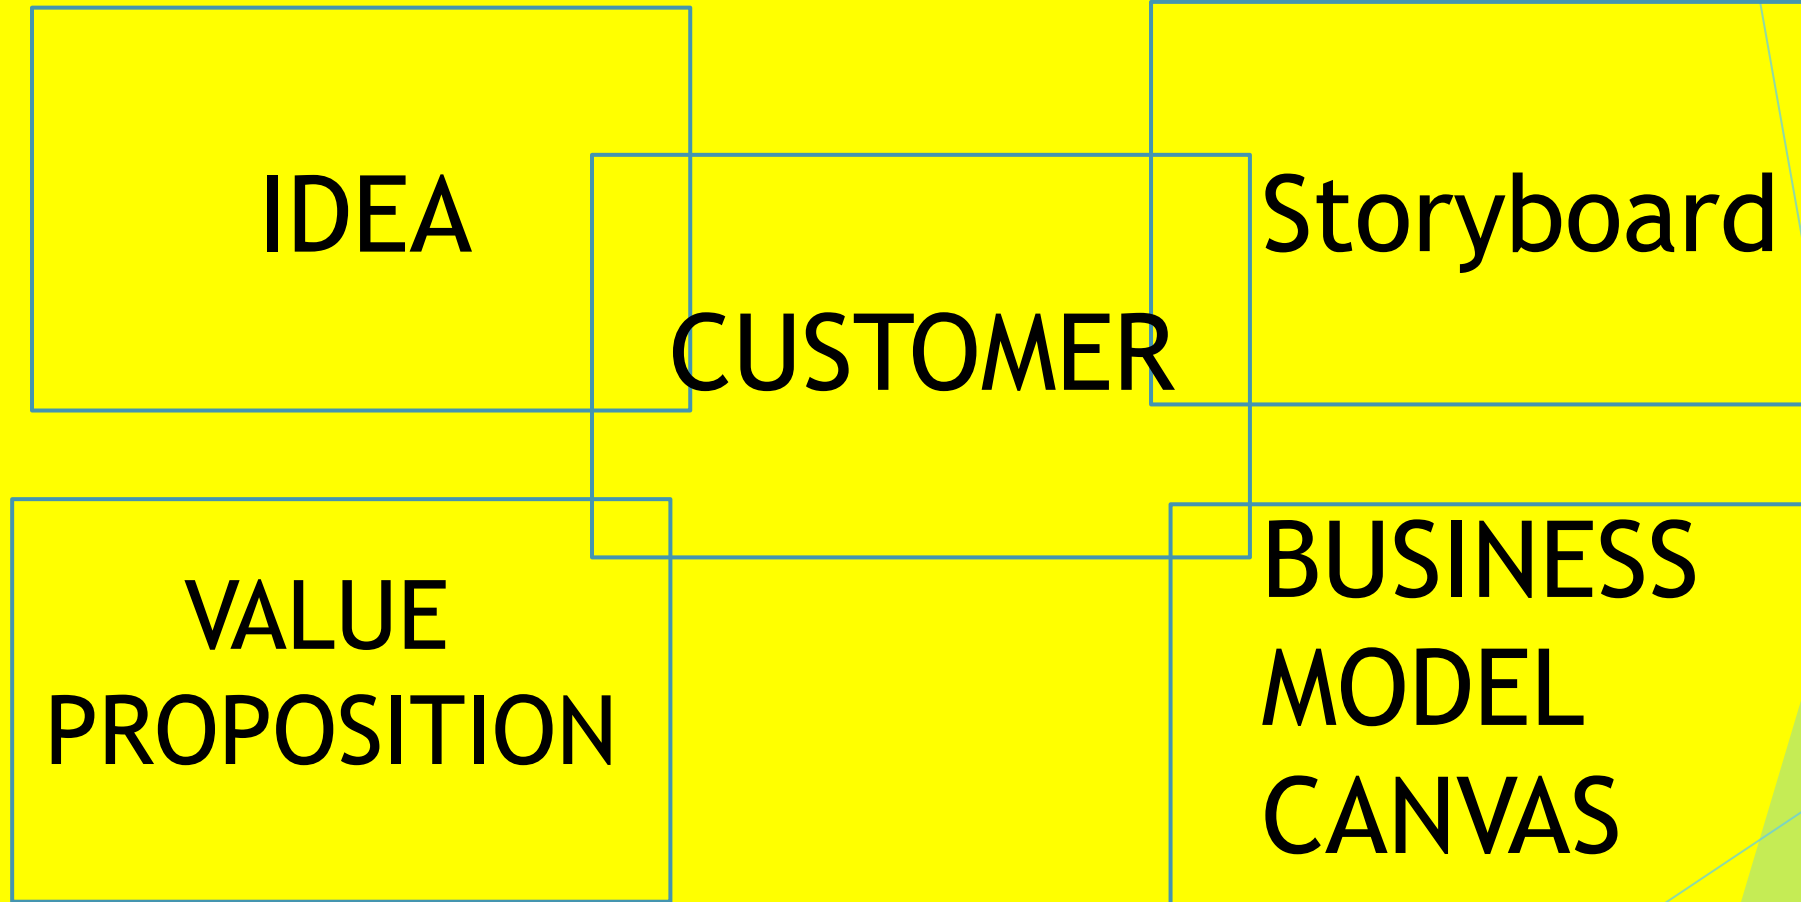 IDEA
Storyboard
CUSTOMER
VALUE
PROPOSITION
BUSINESS
MODEL
CANVAS